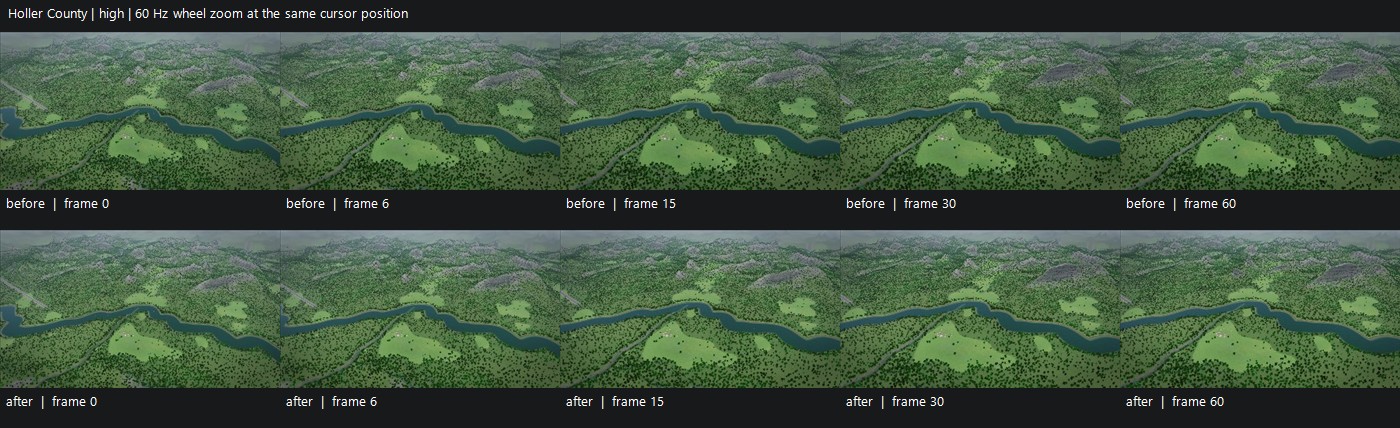 Holler County | high | 60 Hz wheel zoom at the same cursor position
before | frame 0
before | frame 6
before | frame 15
before | frame 30
before | frame 60
after | frame 0
after | frame 6
after | frame 15
after | frame 30
after | frame 60